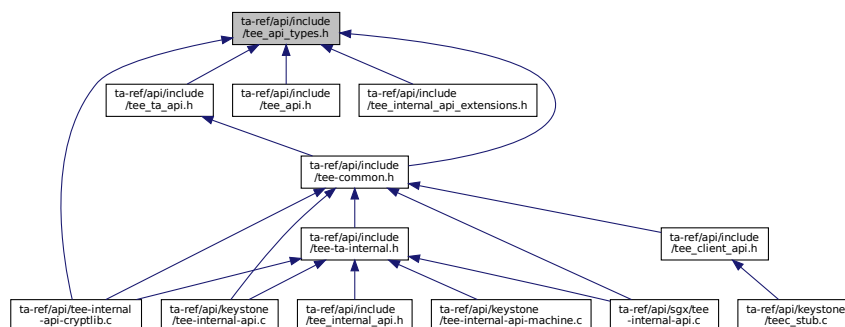 ta-ref/api/include
/tee_api_types.h
ta-ref/api/include
/tee_ta_api.h
ta-ref/api/include
/tee_api.h
ta-ref/api/include
/tee_internal_api_extensions.h
ta-ref/api/include
/tee-common.h
ta-ref/api/include
/tee-ta-internal.h
ta-ref/api/include
/tee_client_api.h
ta-ref/api/tee-internal
-api-cryptlib.c
ta-ref/api/keystone
/tee-internal-api.c
ta-ref/api/include
/tee_internal_api.h
ta-ref/api/keystone
/tee-internal-api-machine.c
ta-ref/api/sgx/tee
-internal-api.c
ta-ref/api/keystone
/teec_stub.c